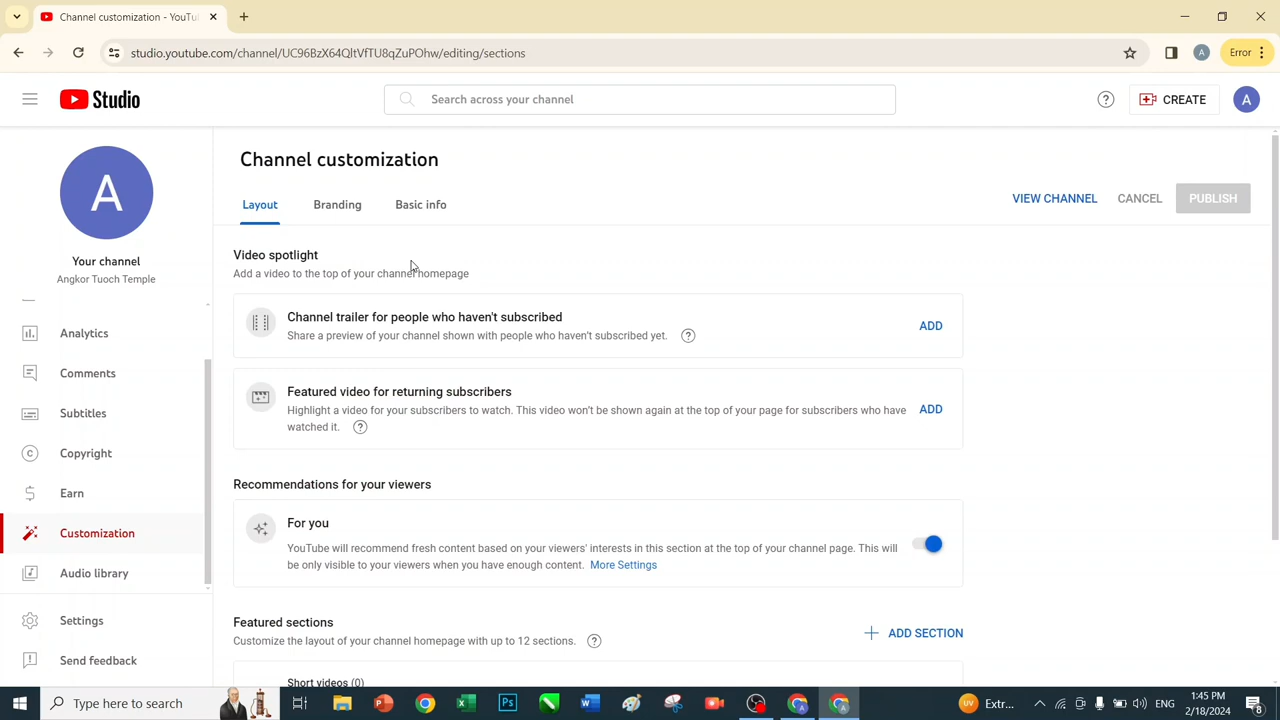 Channel customization - YouTu
studio.youtube.com/channel/UC96BzX64QltVfTU8qZuPOhw/editing/sections
A
Error
Studio
Search across your channel
CREATE
A
A
Your channel
Angkor Tuoch Temple
Analytics
Comments
Subtitles
Copyright
Earn
Customization
Audio library
Settings
Send feedback
Channel customization
Layout
Branding
Basic info
VIEW CHANNEL
CANCEL
PUBLISH
Video spotlight
Add a video to the top of your channel homepage
Channel trailer for people who haven't subscribed
Share a preview of your channel shown with people who haven't subscribed yet.
ADD
Featured video for returning subscribers
Highlight a video for your subscribers to watch. This video won't be shown again at the top of your page for subscribers who have
watched it.
ADD
Recommendations for your viewers
For you
YouTube will recommend fresh content based on your viewers' interests in this section at the top of your channel page. This will
be only visible to your viewers when you have enough content. More Settings
Featured sections
Customize the layout of your channel homepage with up to 12 sections.
ADD SECTION
Short videos (0)
Type here to search
UV
Extr...
1:45 PM
2/18/2024
8